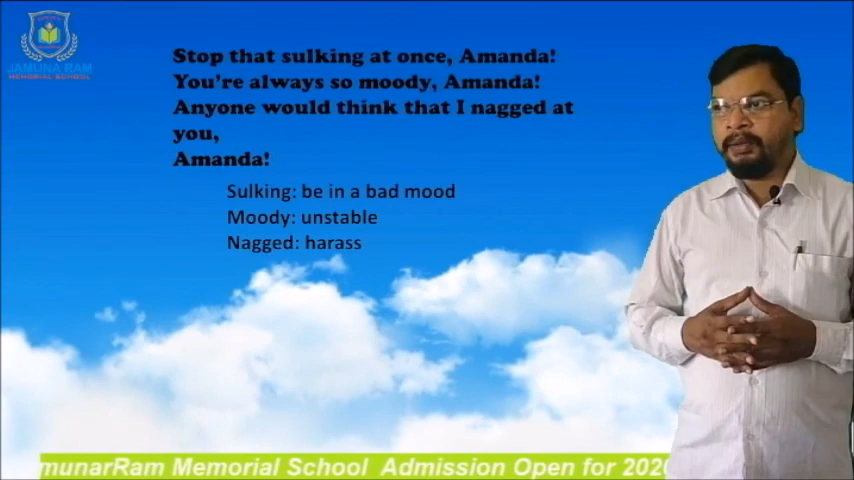 JAMUNA RAM
MEMORIAL SCHOOL
Stop that sulking at once, Amanda!
You're always so moody, Amanda!
Anyone would think that I nagged at
you,
Amanda!
Sulking: be in a bad mood
Moody: unstable
Nagged: harass
munarRam Memorial School Admission Open for 202